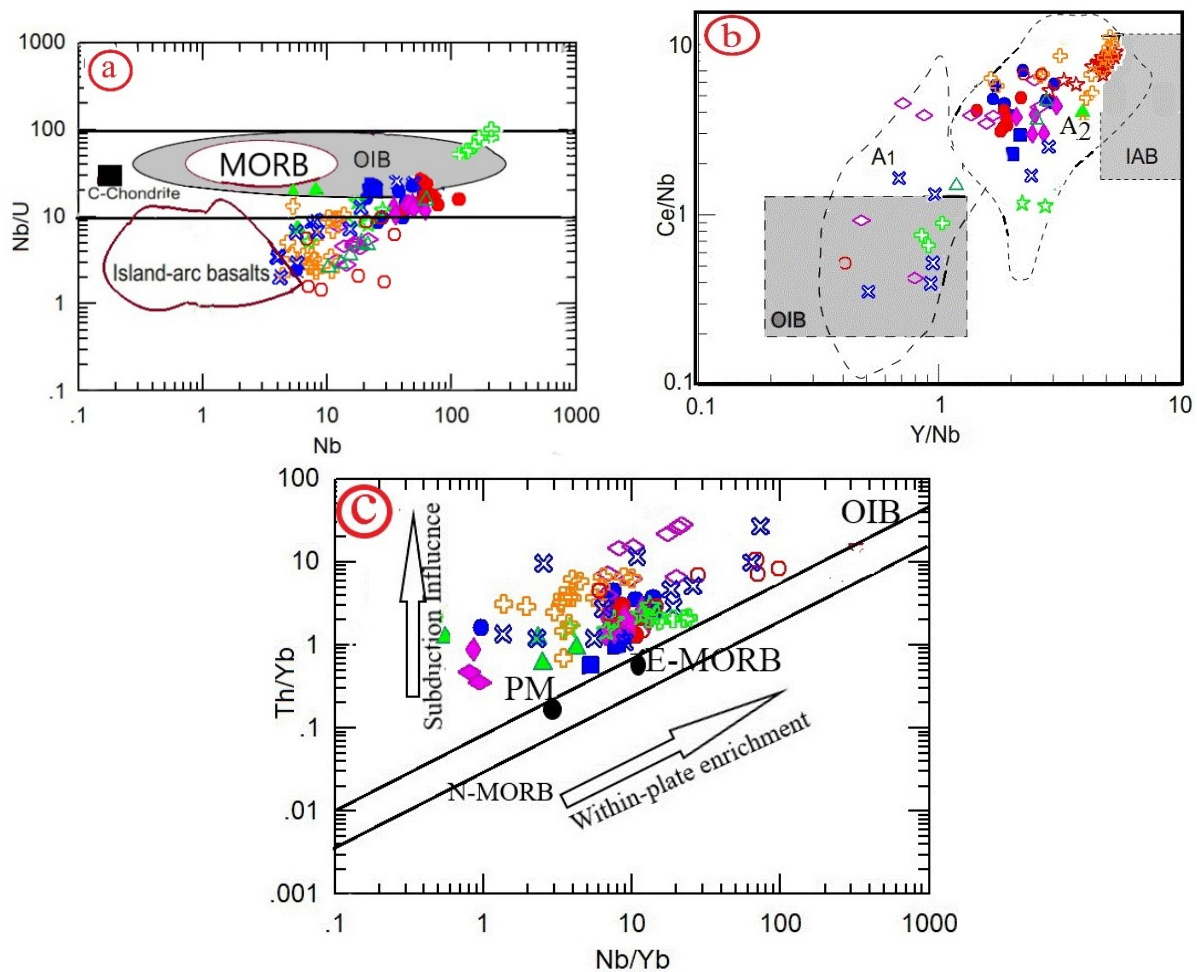 a
1000
100
10
1
.1
.1
1
10
100
1000
Nb/U
Nb
MORB
OIB
C-Chondrite
Island-arc basalts
b
10
1
0.1
0.1
1
10
Ce/Nb
Y/Nb
A1
A2
IAB
OIB
C
100
10
1
.1
.01
.001
.1
1
10
100
1000
Th/Yb
Nb/Yb
Subduction Influcnce
OIB
E-MORB
PM
N-MORB
Within-plate enrichment